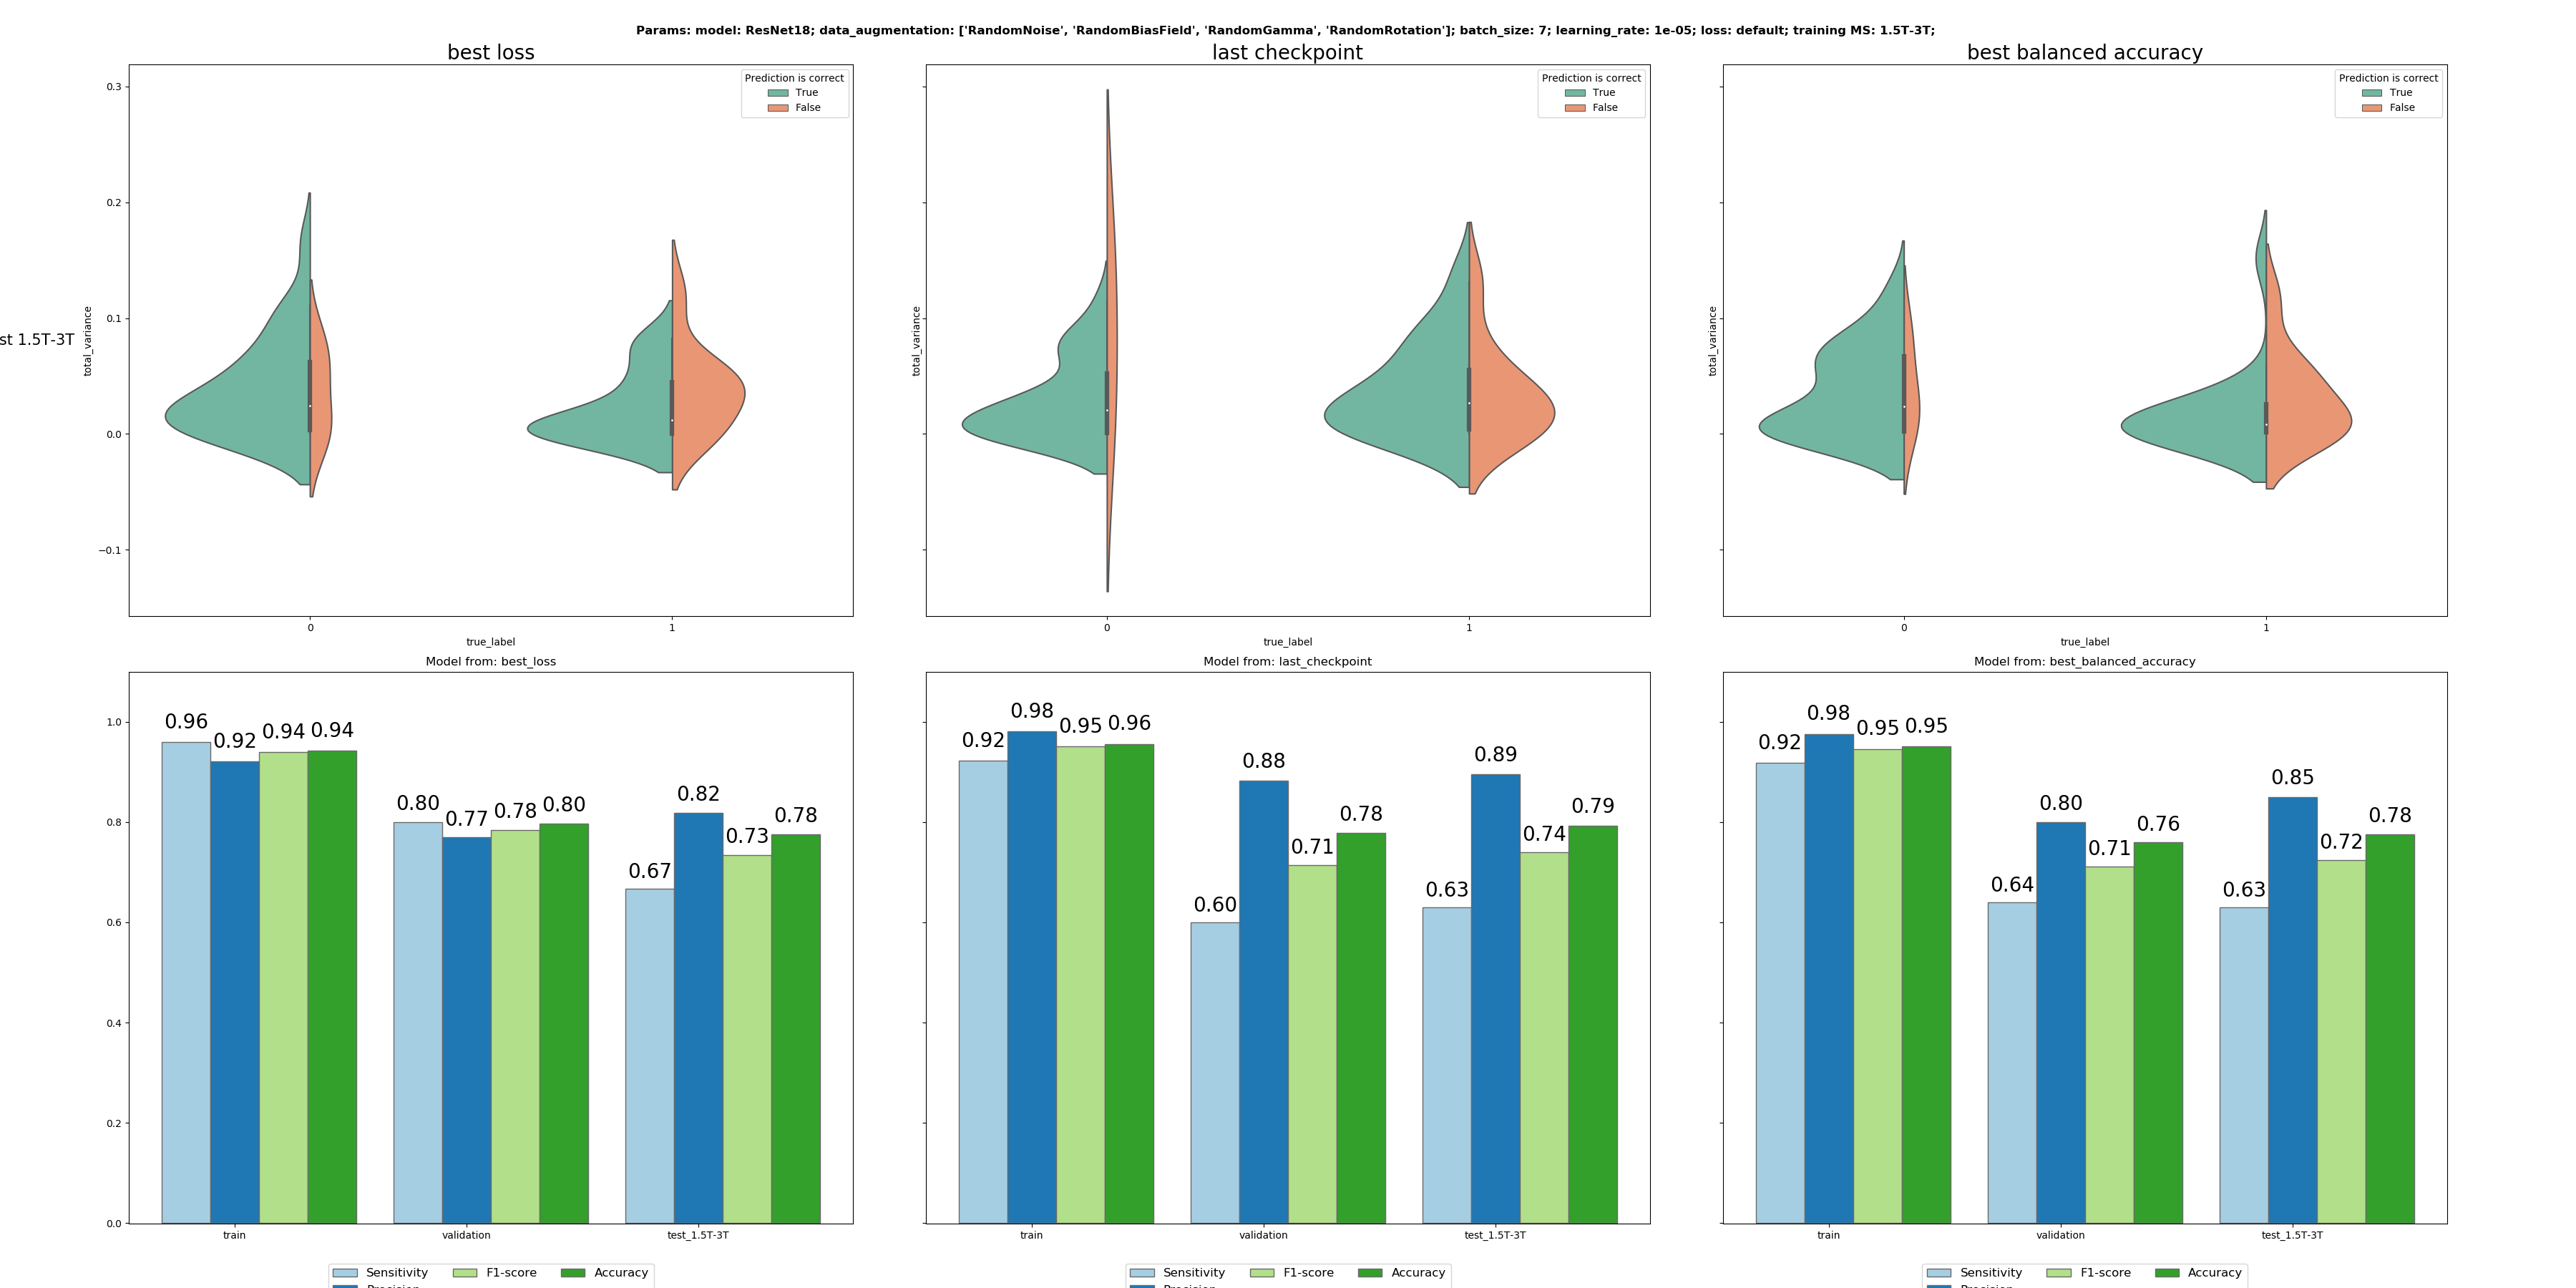 Params: model: ResNet18; data_augmentation: ['RandomNoise', 'RandomBiasField', 'RandomGamma', 'RandomRotation']; batch_size: 7; learning_rate: 1e-05; loss: default; training MS: 1.5T-3T;
best loss
last checkpoint
best balanced accuracy
Prediction is correct
True
False
Prediction is correct
True
False
Prediction is correct
True
False
0.3
0.2
0.1
0.0
−0.1
st 1.5T-3T
total_variance
total_variance
total_variance
0 1
0 1
0 1
true_label
true_label
true_label
Model from: best_loss
Model from: last_checkpoint
Model from: best_balanced_accuracy
1.0
0.8
0.6
0.4
0.2
0.0
0.96 0.92 0.94 0.94
0.80 0.77 0.78 0.80
0.67 0.82 0.73 0.78
0.92 0.98 0.95 0.96
0.60 0.88 0.71 0.78
0.63 0.89 0.74 0.79
0.92 0.98 0.95 0.95
0.64 0.80 0.71 0.76
0.63 0.85 0.72 0.78
train validation test_1.5T-3T
train validation test_1.5T-3T
train validation test_1.5T-3T
Sensitivity F1-score Accuracy
Precision
Sensitivity F1-score Accuracy
Precision
Sensitivity F1-score Accuracy
Precision